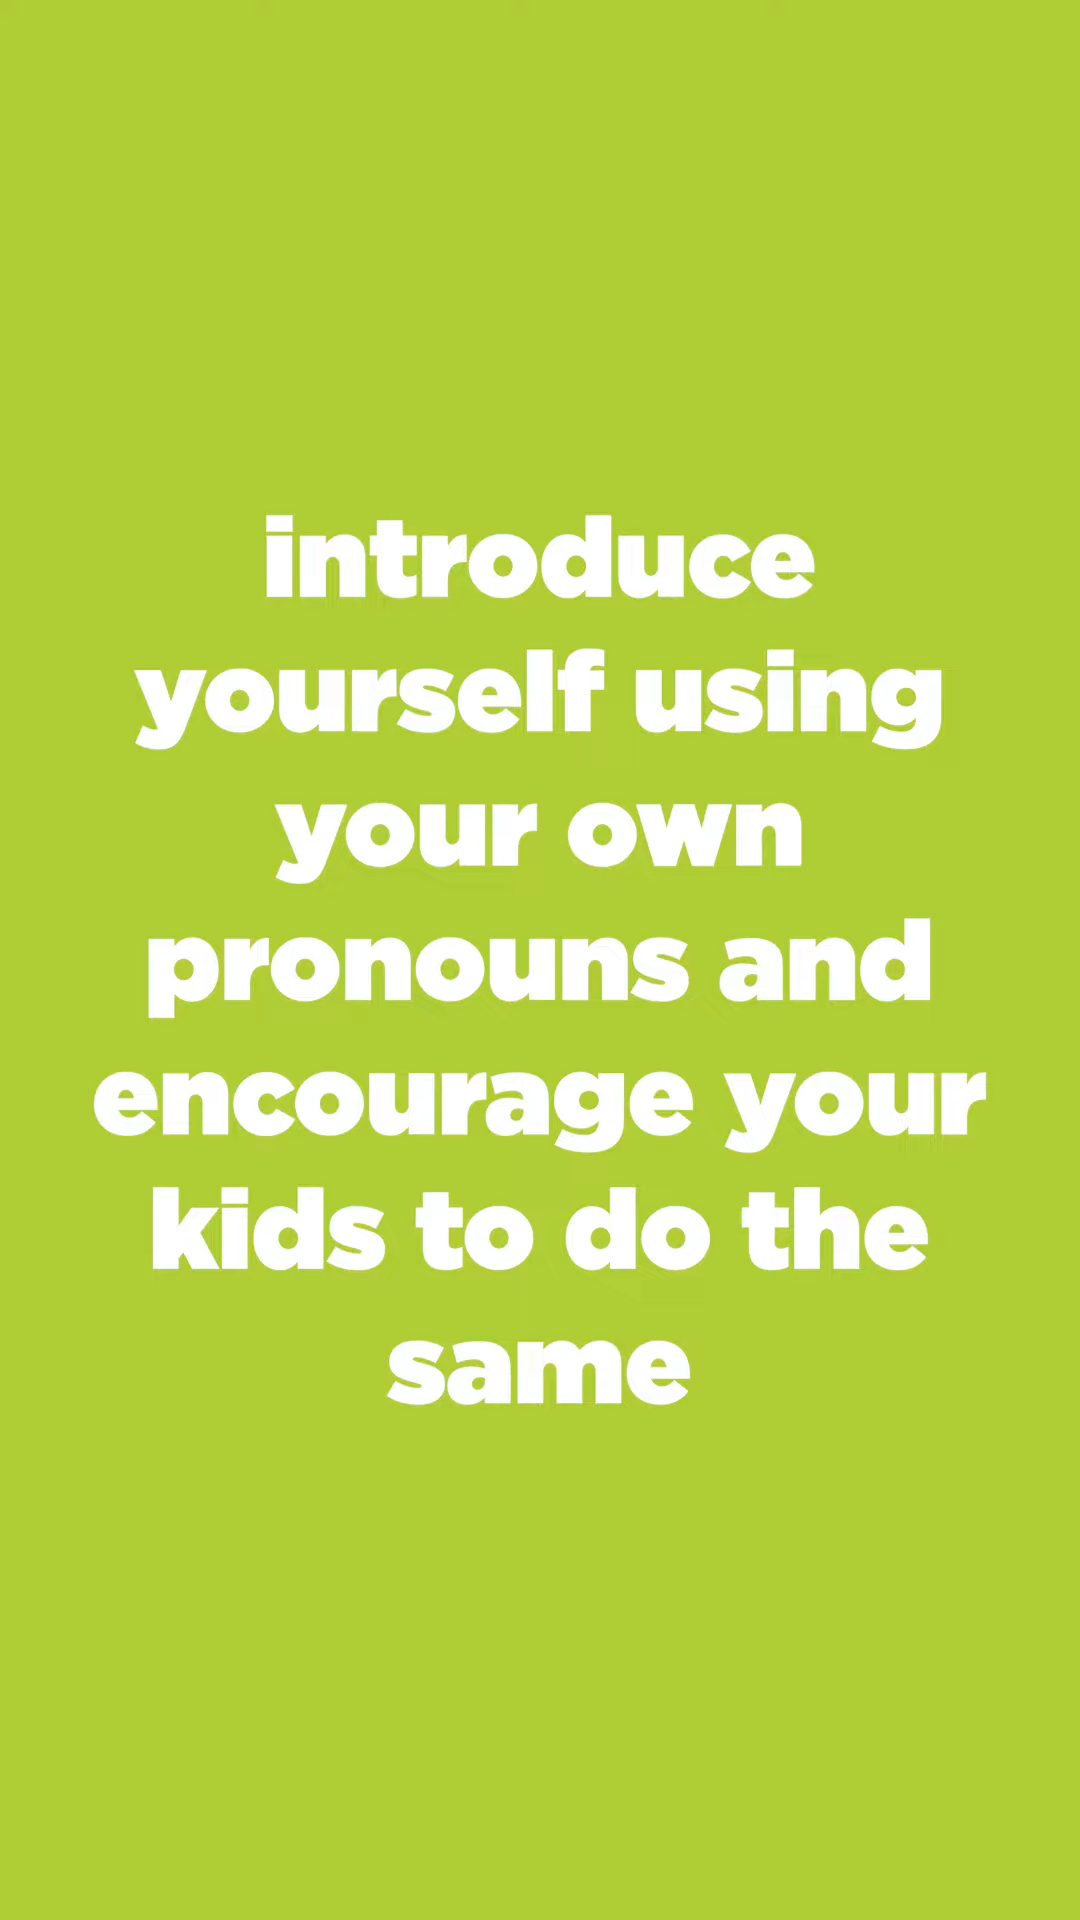 introduce
yourself using
your own
pronouns and
encourage your
kids to do the
same